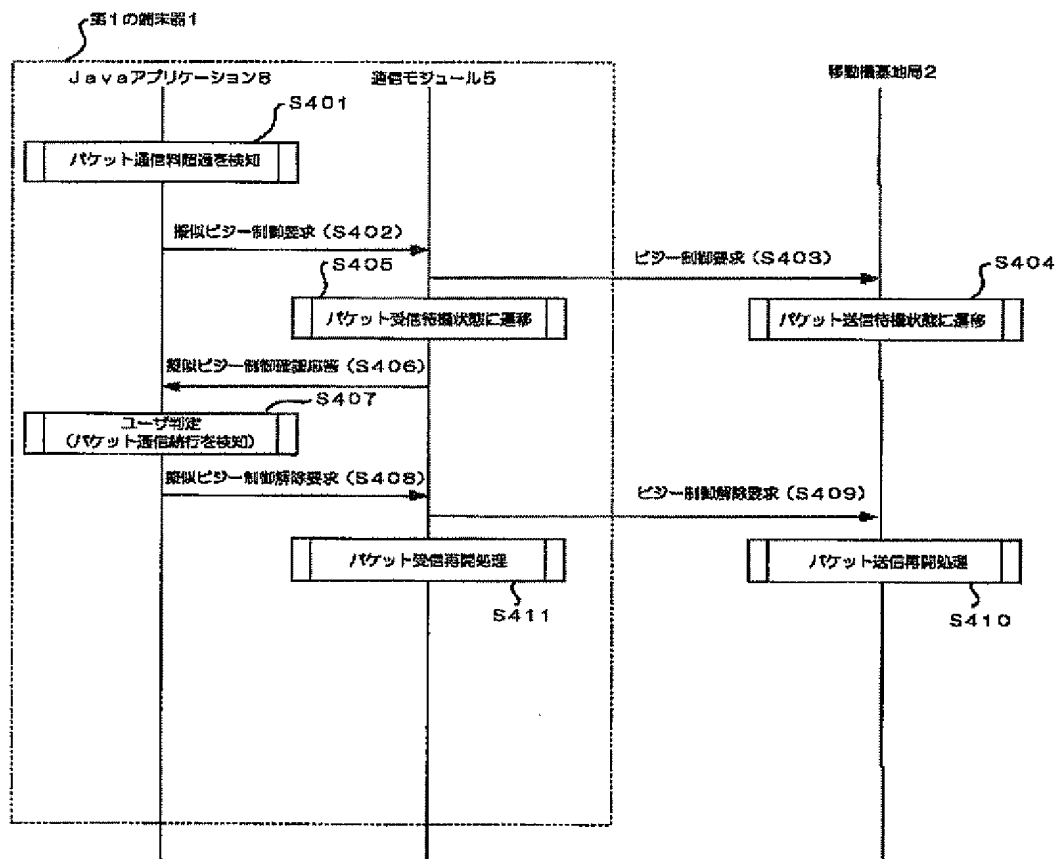 第1の端末器1
Javaアプリケーション8
通信モジュール5
移動機基地局2
S401
パケット通信料超過を検知
擬似ビジー制御要求(S402)
ビジー制御要求(S403)
S405
S404
パケット受信待機状態に遷移
パケット送信待機状態に遷移
擬似ビジー制御確認応答(S406)
S407
ユーザ判定
(パケット通信続行を検知)
擬似ビジー制御解除要求(S408)
ビジー制御解除要求(S409)
パケット受信再開処理
パケット送信再開処理
S411
S410